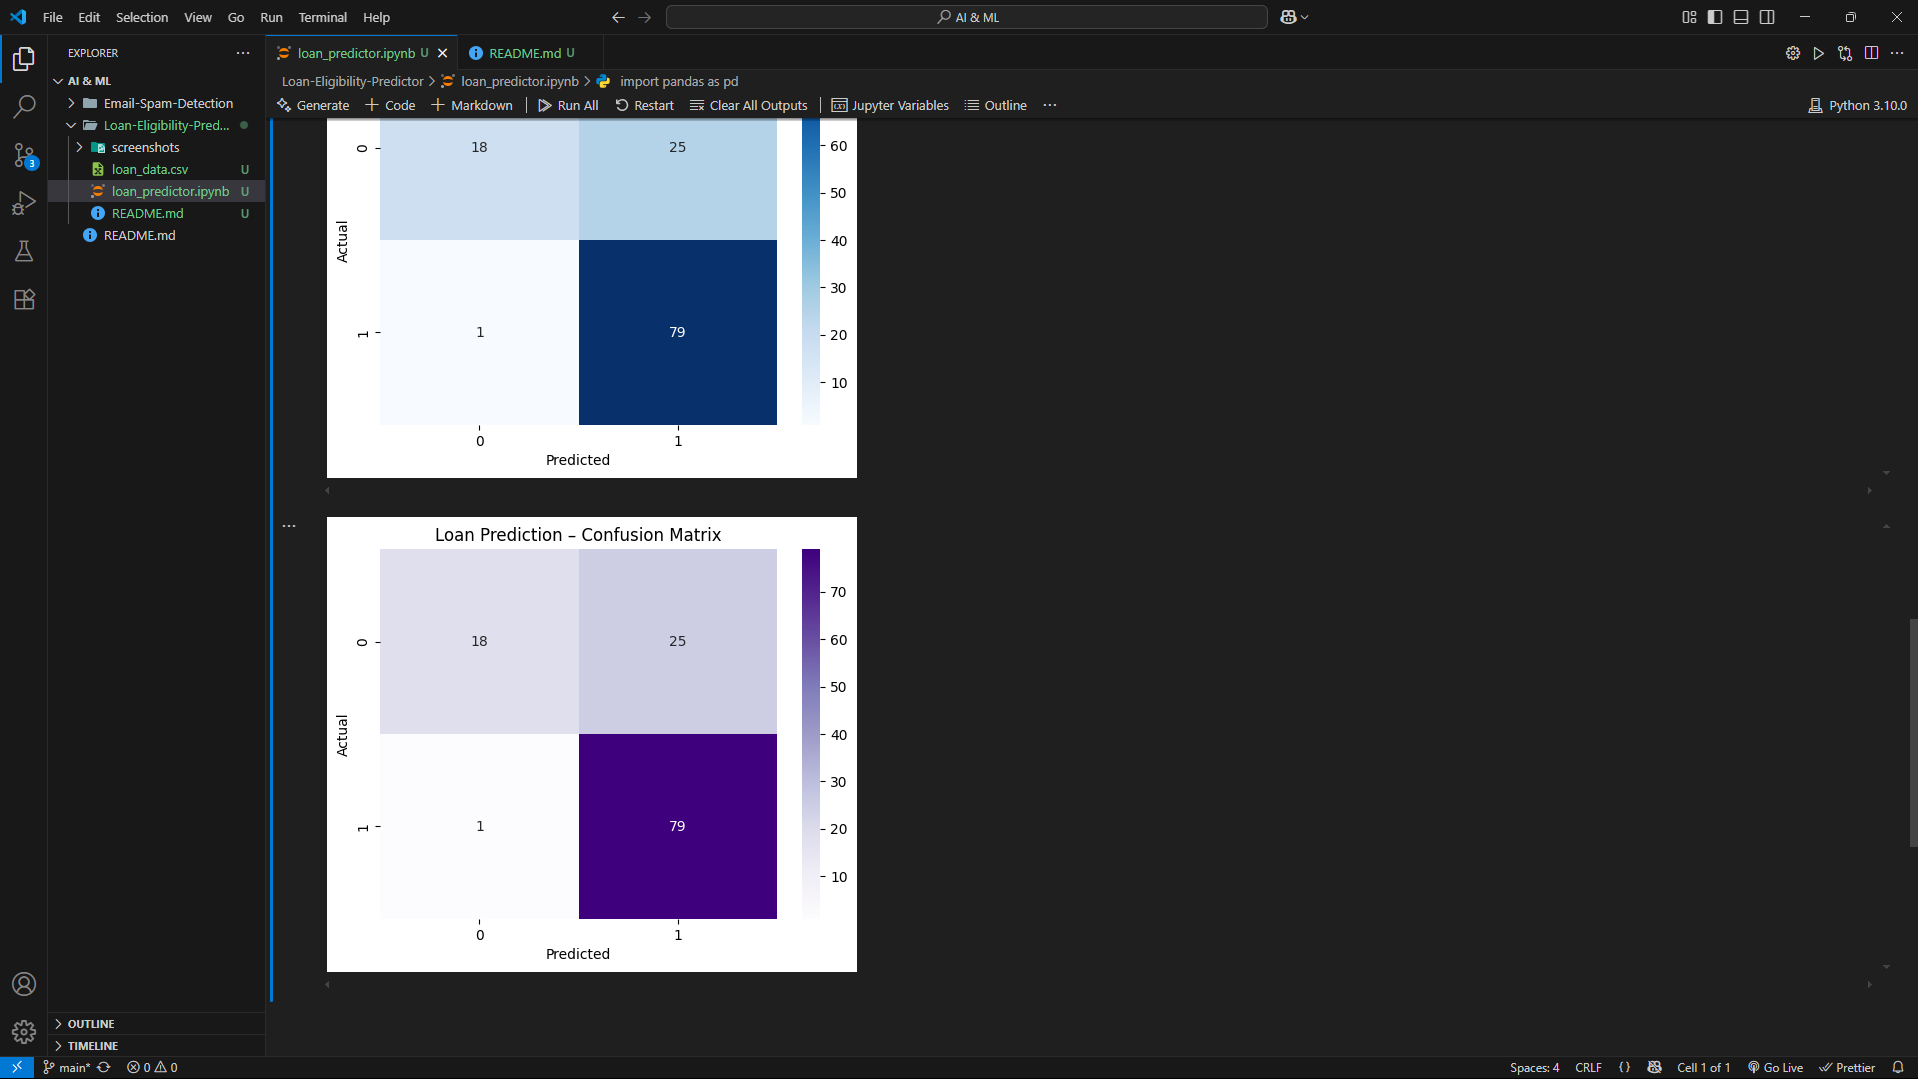 File Edit Selection View Go Run Terminal Help
AI & ML
EXPLORER
AI & ML
Email-Spam-Detection
Loan-Eligibility-Pred...
screenshots
loan_data.csv U
loan_predictor.ipynb U
README.md U
README.md
OUTLINE
TIMELINE
3
loan_predictor.ipynb U
README.md U
Loan-Eligibility-Predictor > loan_predictor.ipynb > import pandas as pd
Generate + Code + Markdown Run All Restart Clear All Outputs Jupyter Variables Outline ... Python 3.10.0
0 18 25
1 1 79
Actual
0 1
Predicted
60
50
40
30
20
10
Loan Prediction – Confusion Matrix
0 18 25
1 1 79
Actual
0 1
Predicted
70
60
50
40
30
20
10
main* 0 0 Spaces: 4 CRLF {} Cell 1 of 1 Go Live Prettier